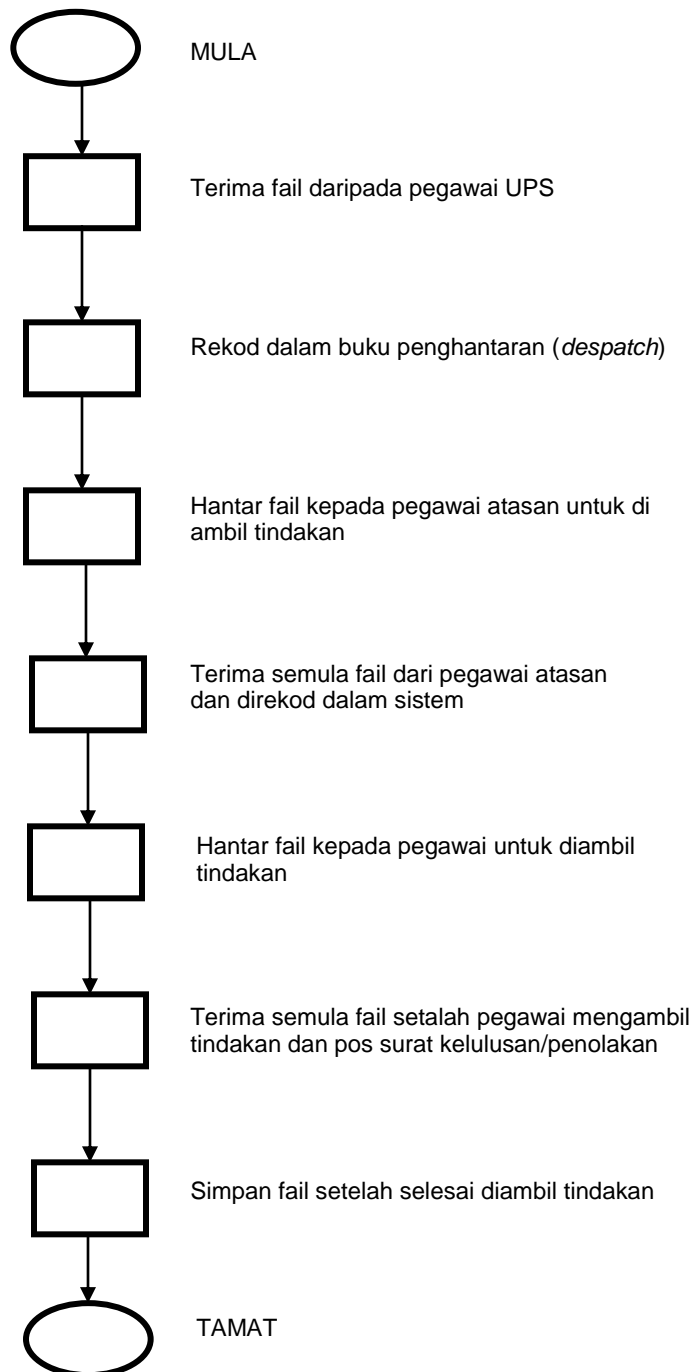 MULA
Terima fail daripada pegawai UPS
Rekod dalam buku penghantaran (despatch)
Hantar fail kepada pegawai atasan untuk di
ambil tindakan
Terima semula fail dari pegawai atasan
dan direkod dalam sistem
Hantar fail kepada pegawai untuk diambil
tindakan
Terima semula fail setalah pegawai mengambil
tindakan dan pos surat kelulusan/penolakan
Simpan fail setelah selesai diambil tindakan
TAMAT